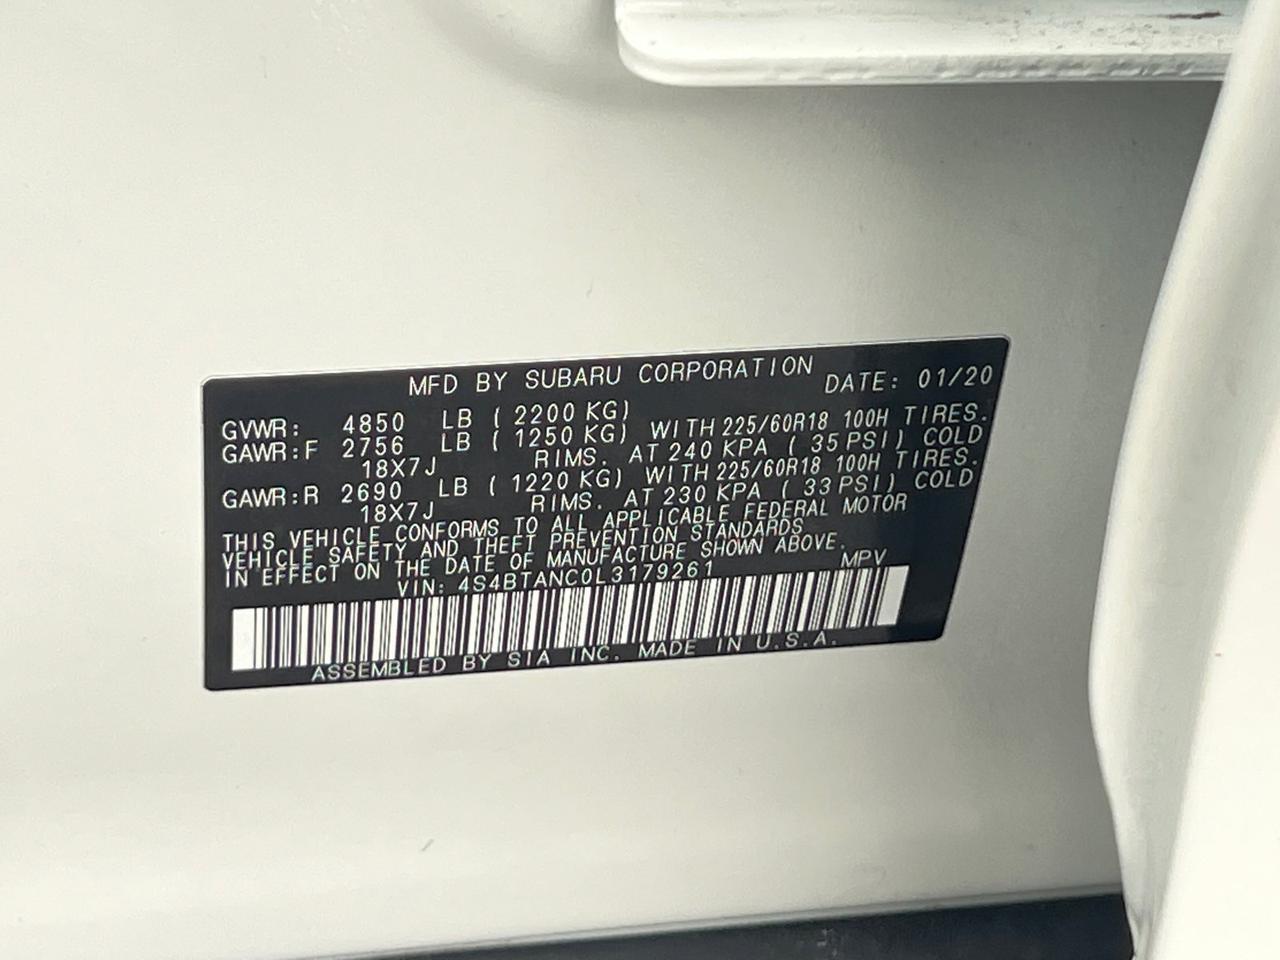 MFD BY SUBARU CORPORATION DATE: 01/20
GVWR: 4850 LB ( 2200 KG)
GAWR:F 2756 LB ( 1250 KG) WITH 225/60R18 100H TIRES.
18X7J RIMS. AT 240 KPA ( 35 PSI) COLD
GAWR:R 2690 LB ( 1220 KG) WITH 225/60R18 100H TIRES.
18X7J RIMS. AT 230 KPA ( 33 PSI) COLD
THIS VEHICLE CONFORMS TO ALL APPLICABLE FEDERAL MOTOR
VEHICLE SAFETY AND THEFT PREVENTION STANDARDS
IN EFFECT ON THE DATE OF MANUFACTURE SHOWN ABOVE.
VIN: 4S4BTANC0L3179261 MPV
ASSEMBLED BY SIA INC. MADE IN U.S.A.